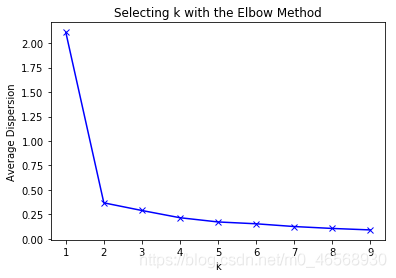 Selecting k with the Elbow Method
Average Dispersion
2.00
1.75
1.50
1.25
1.00
0.75
0.50
0.25
0.00
1 2 3 4 5 6 7 8 9
k
https://blog.csdn.net/m0_46568930